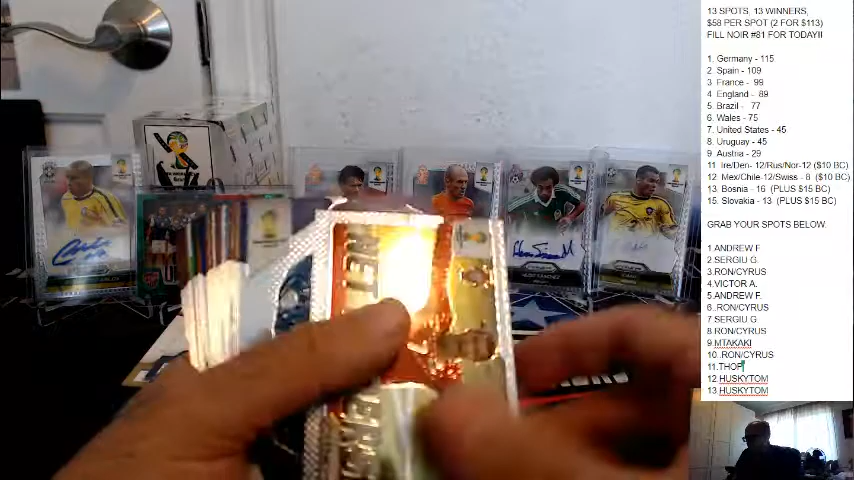 13 SPOTS, 13 WINNERS,
$58 PER SPOT (2 FOR $113)
FILL NOIR #81 FOR TODAY!!
1. Germany - 115
2 Spain - 109
3. France - 99
4 England - 89
5. Brazil - 77
6. Wales - 75
7. United States - 45
8. Uruguay - 45
9 Austria - 29
11 Ire/Den- 12/Rus/Nor-12 ($10 BC)
12 Mex/Chile-12/Swiss - 8 ($10 BC)
13. Bosnia - 16 (PLUS $15 BC)
15. Slovakia - 13 (PLUS $15 BC)
GRAB YOUR SPOTS BELOW.
1 ANDREW F
2 SERGIU G.
3.RON/CYRUS
4.VICTOR A.
5.ANDREW F.
6..RON/CYRUS
7 SERGIU G.
8 RON/CYRUS
9.MTAKAKI
10..RON/CYRUS
11.THOP
12.HUSKYTOM
13.HUSKYTOM